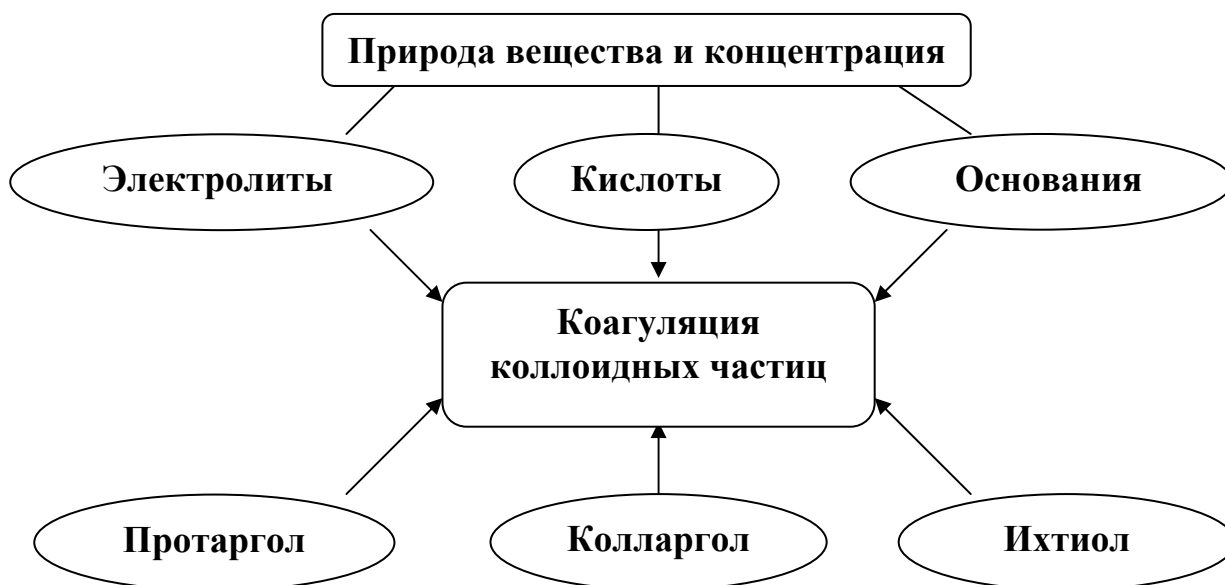 Природа вещества и концентрация
Электролиты
Кислоты
Основания
Коагуляция
коллоидных частиц
Протаргол
Колларгол
Ихтиол